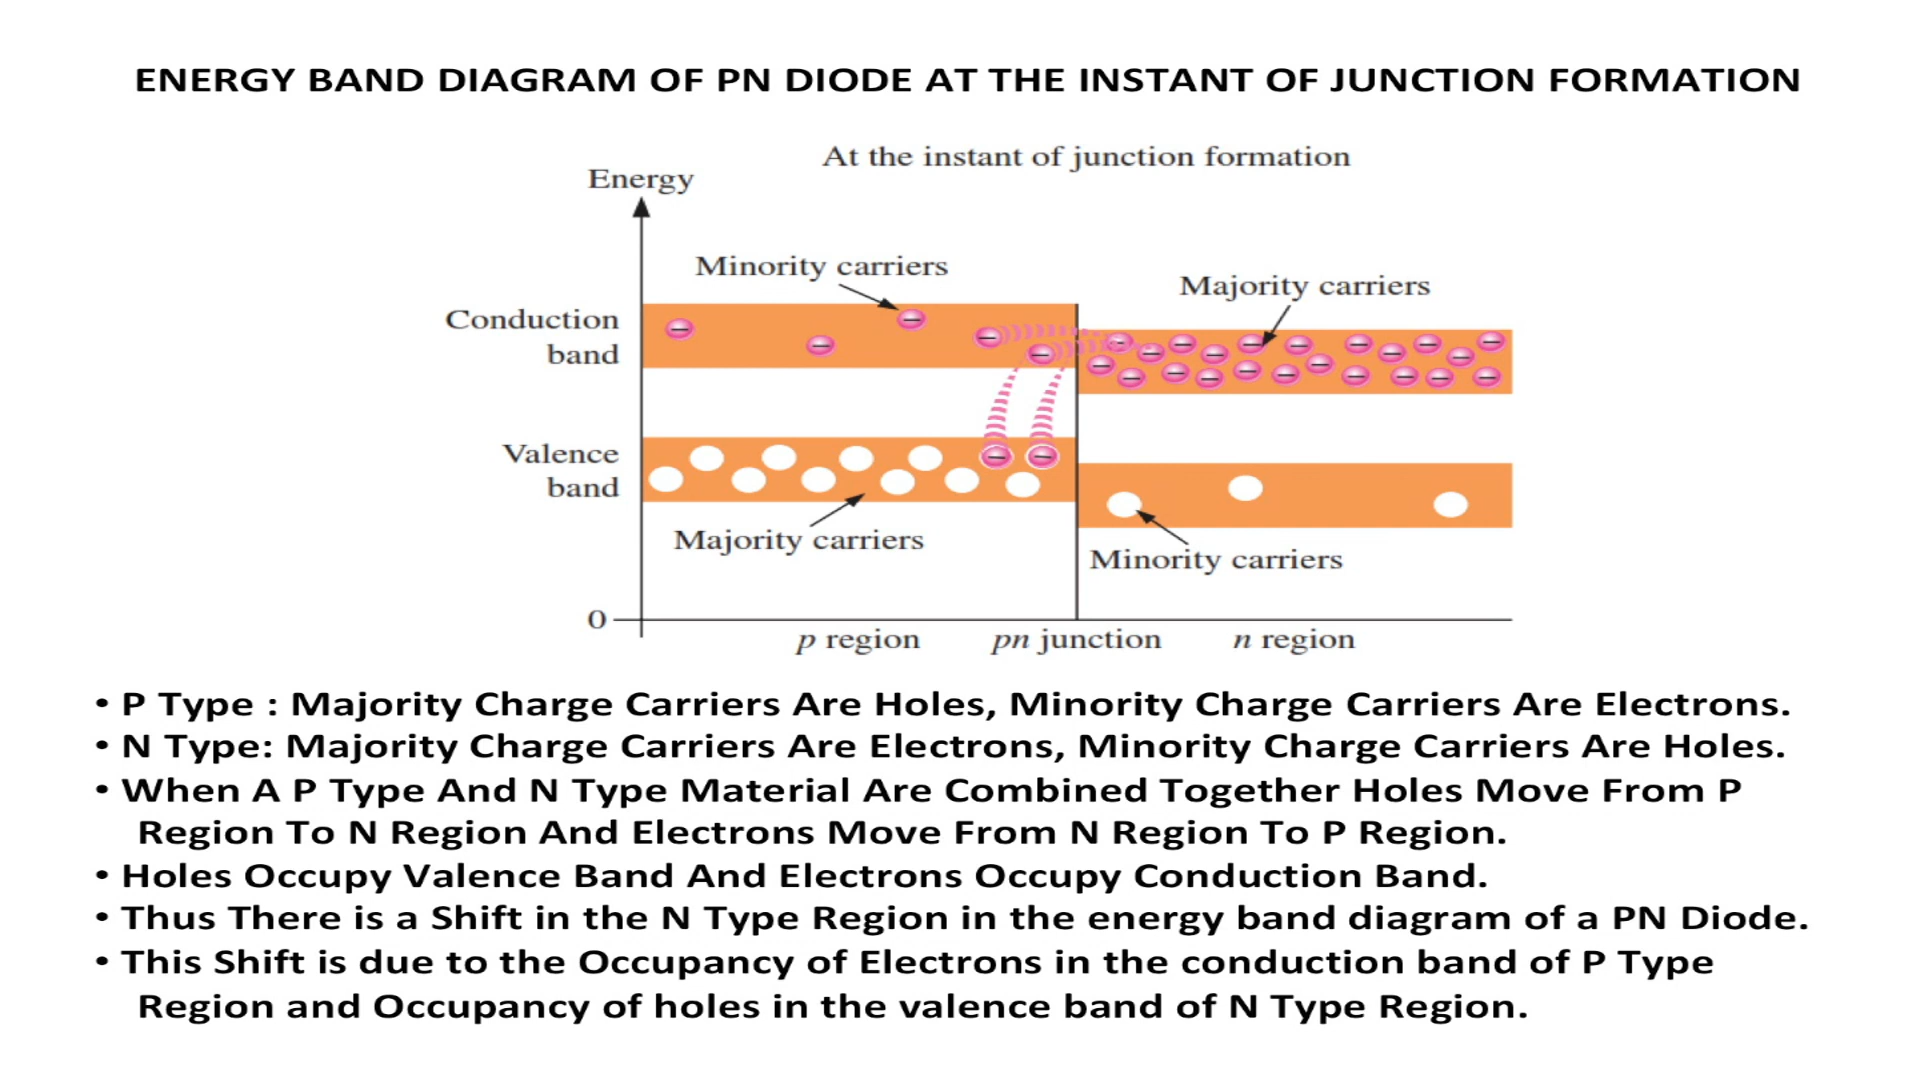 ENERGY BAND DIAGRAM OF PN DIODE AT THE INSTANT OF JUNCTION FORMATION
At the instant of junction formation
Energy
Minority carriers
Majority carriers
Conduction
band
Valence
band
Majority carriers
Minority carriers
0
p region
pn junction
n region
• P Type : Majority Charge Carriers Are Holes, Minority Charge Carriers Are Electrons.
• N Type: Majority Charge Carriers Are Electrons, Minority Charge Carriers Are Holes.
• When A P Type And N Type Material Are Combined Together Holes Move From P
Region To N Region And Electrons Move From N Region To P Region.
• Holes Occupy Valence Band And Electrons Occupy Conduction Band.
• Thus There is a Shift in the N Type Region in the energy band diagram of a PN Diode.
• This Shift is due to the Occupancy of Electrons in the conduction band of P Type
Region and Occupancy of holes in the valence band of N Type Region.